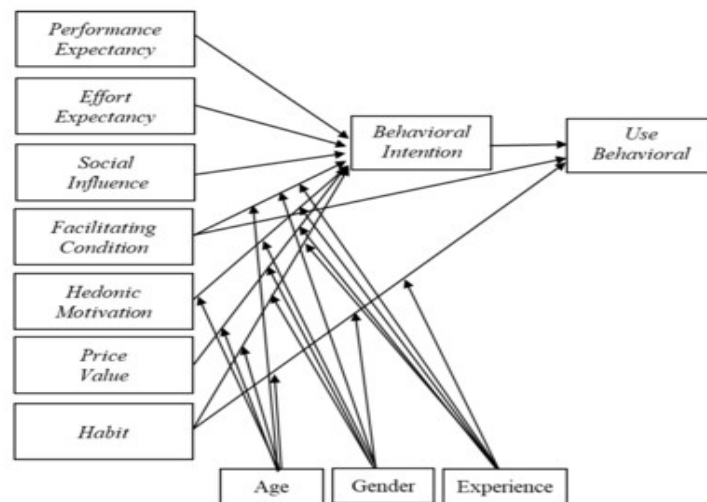 Performance
Expectancy
Effort
Expectancy
Social
Influence
Facilitating
Condition
Hedonic
Motivation
Price
Value
Habit
Behavioral
Intention
Use
Behavioral
Age
Gender
Experience